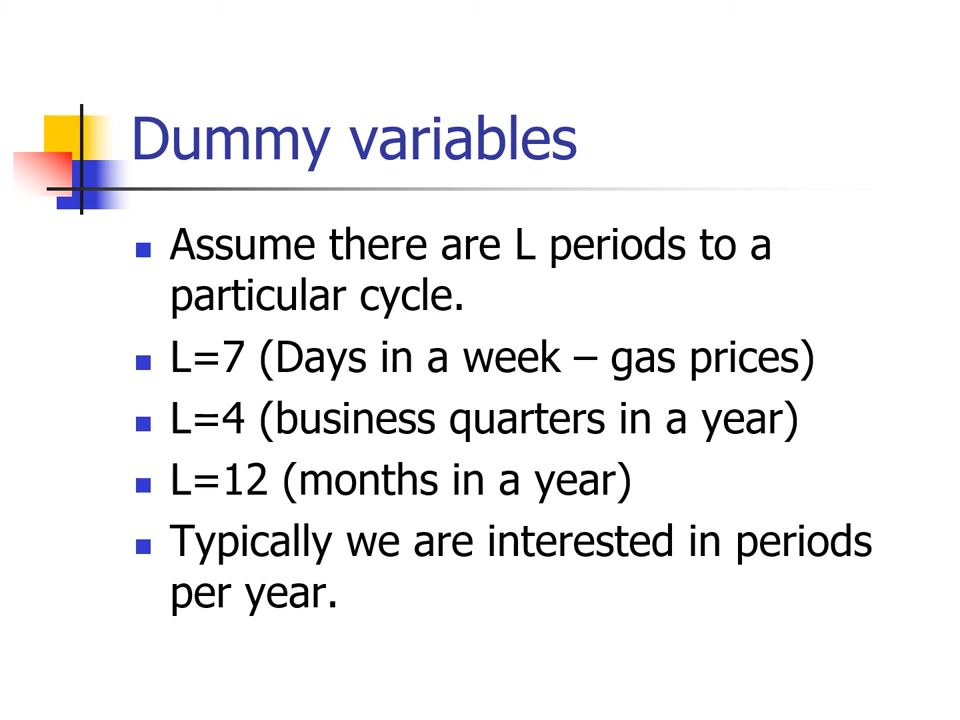 Dummy variables
Assume there are L periods to a
particular cycle.
L=7 (Days in a week – gas prices)
L=4 (business quarters in a year)
L=12 (months in a year)
Typically we are interested in periods
per year.